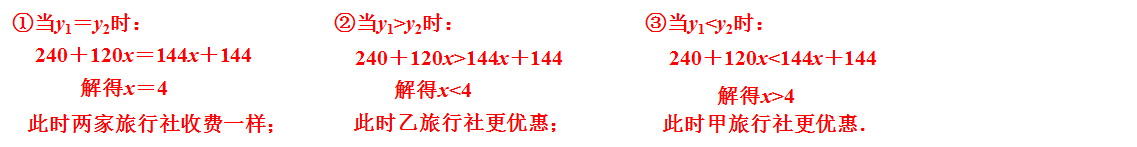 ①当y₁＝y₂时：
240＋120x＝144x＋144
解得x＝4
此时两家旅行社收费一样；
②当y₁>y₂时：
240＋120x>144x＋144
解得x<4
此时乙旅行社更优惠；
③当y₁<y₂时：
240＋120x<144x＋144
解得x>4
此时甲旅行社更优惠．